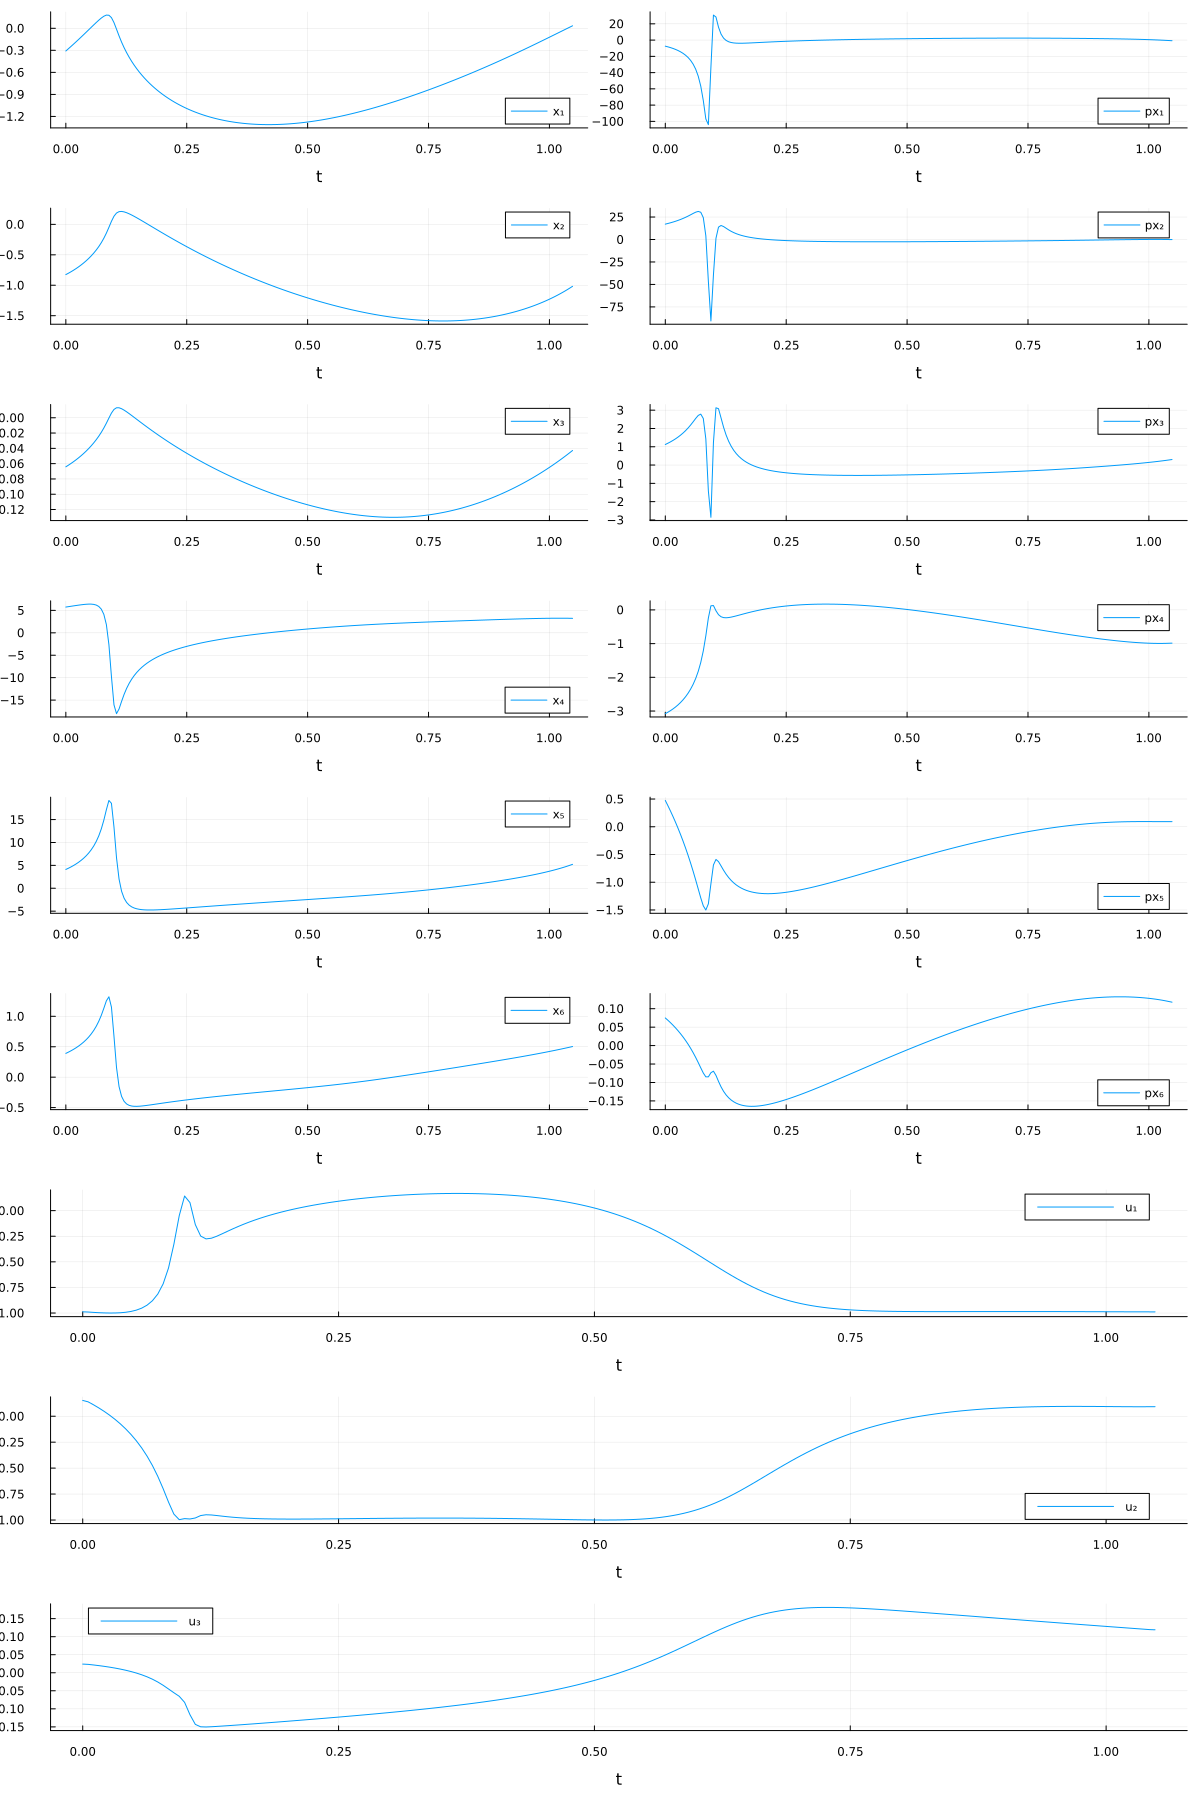 0.0
−0.3
−0.6
−0.9
−1.2
x₁
0.00 0.25 0.50 0.75 1.00
t
20
0
−20
−40
−60
−80
−100
px₁
0.00 0.25 0.50 0.75 1.00
t
0.0
−0.5
−1.0
−1.5
x₂
0.00 0.25 0.50 0.75 1.00
t
25
0
−25
−50
−75
px₂
0.00 0.25 0.50 0.75 1.00
t
0.00
0.02
0.04
0.06
0.08
0.10
0.12
x₃
0.00 0.25 0.50 0.75 1.00
t
3
2
1
0
−1
−2
−3
px₃
0.00 0.25 0.50 0.75 1.00
t
5
0
−5
−10
−15
x₄
0.00 0.25 0.50 0.75 1.00
t
0
−1
−2
−3
px₄
0.00 0.25 0.50 0.75 1.00
t
15
10
5
0
−5
x₅
0.00 0.25 0.50 0.75 1.00
t
0.5
0.0
−0.5
−1.0
−1.5
px₅
0.00 0.25 0.50 0.75 1.00
t
1.0
0.5
0.0
−0.5
x₆
0.00 0.25 0.50 0.75 1.00
t
0.10
0.05
0.00
−0.05
−0.10
−0.15
px₆
0.00 0.25 0.50 0.75 1.00
t
0.00
0.25
0.50
0.75
1.00
u₁
0.00 0.25 0.50 0.75 1.00
t
0.00
0.25
0.50
0.75
1.00
u₂
0.00 0.25 0.50 0.75 1.00
t
u₃
0.15
0.10
0.05
0.00
0.05
0.10
0.15
0.00 0.25 0.50 0.75 1.00
t